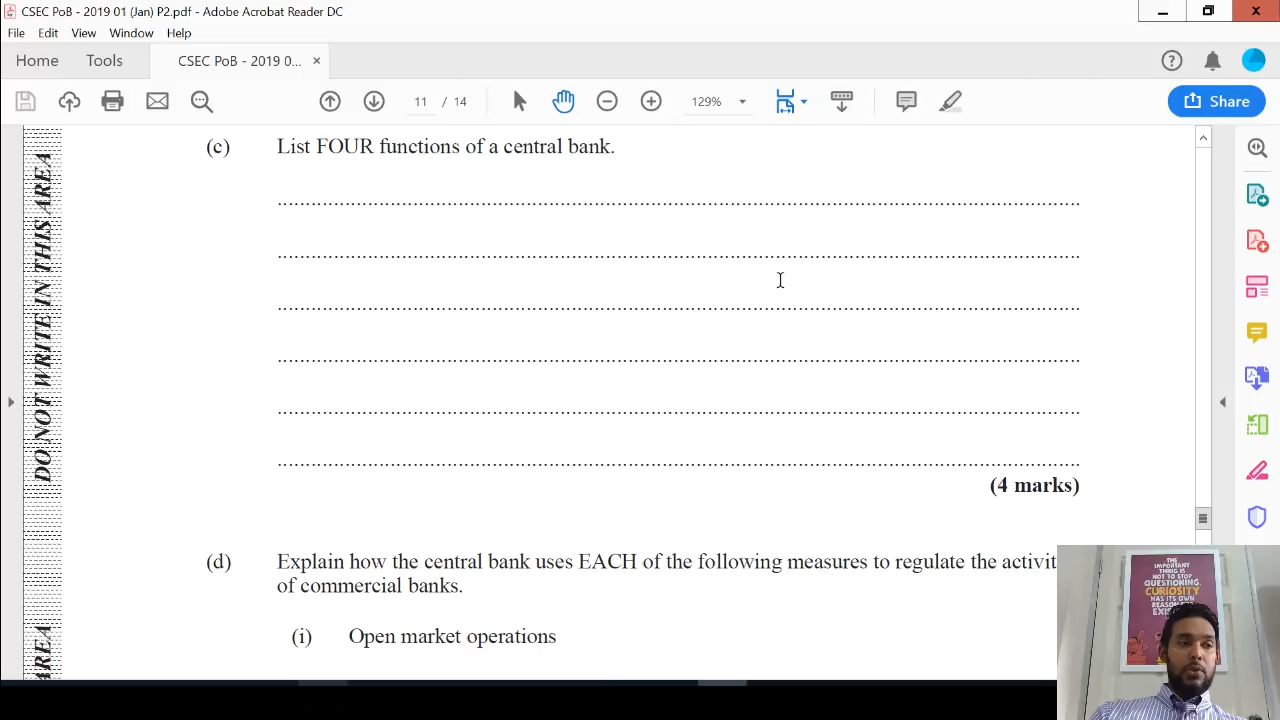 CSEC PoB - 2019 01 (Jan) P2.pdf - Adobe Acrobat Reader DC
File Edit View Window Help
Home Tools CSEC PoB - 2019 0... ×
11 / 14 129% Share
(c) List FOUR functions of a central bank.
(4 marks)
(d) Explain how the central bank uses EACH of the following measures to regulate the activit
of commercial banks.
(i) Open market operations
DO NOT WRITE IN THIS AREA
REA
THE
IMPORTANT
THING IS
NOT TO STOP
QUESTIONING.
CURIOSITY
HAS ITS OWN
REASON